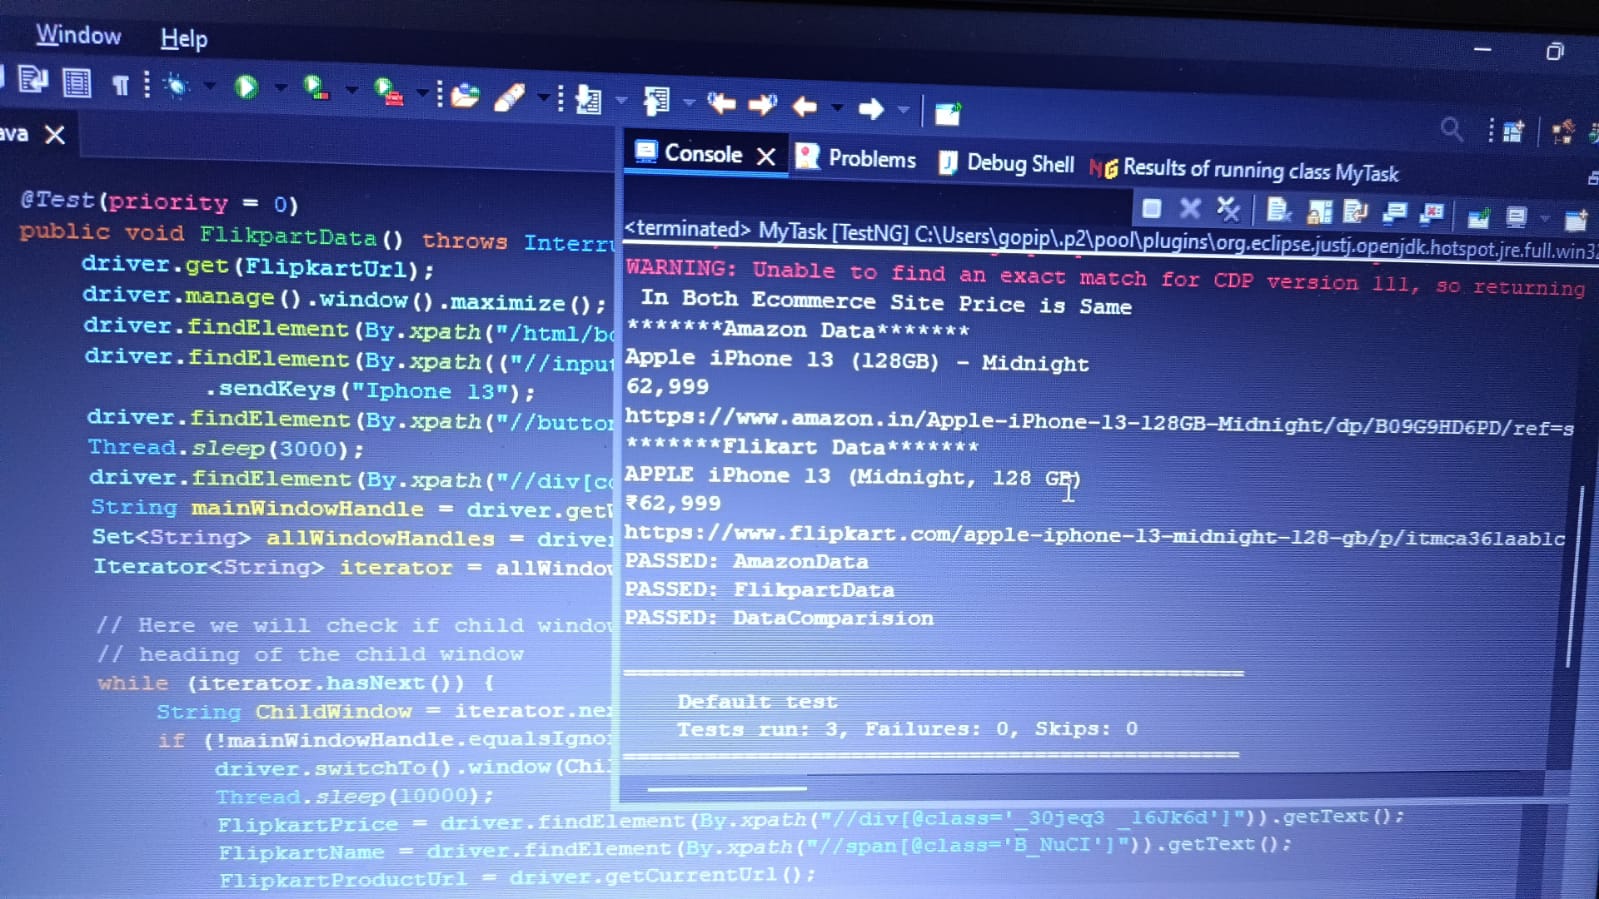 Window Help
ava
Console Problems Debug Shell Results of running class MyTask
@Test(priority = 0)
public void FlikpartData() throws Interru
driver.get(FlipkartUrl);
driver.manage().window().maximize();
driver.findElement(By.xpath("/html/bo
driver.findElement(By.xpath(("//input
.sendKeys("Iphone 13");
driver.findElement(By.xpath("//button
Thread.sleep(3000);
driver.findElement(By.xpath("//div[co
String mainWindowHandle = driver.getW
Set<String> allWindowHandles = driver
Iterator<String> iterator = allWindow
// Here we will check if child window
// heading of the child window
while (iterator.hasNext()) {
String ChildWindow = iterator.nex
if (!mainWindowHandle.equalsIgnor
driver.switchTo().window(Chil
Thread.sleep(10000);
FlipkartPrice = driver.findElement(By.xpath("//div[@class='_30jeq3 _16Jk6d']")).getText();
FlipkartName = driver.findElement(By.xpath("//span[@class='B_NuCI']")).getText();
FlipkartProductUrl = driver.getCurrentUrl();
<terminated> MyTask [TestNG] C:\Users\gopip\.p2\pool\plugins\org.eclipse.justj.openjdk.hotspot.jre.full.win32
WARNING: Unable to find an exact match for CDP version 111, so returning
In Both Ecommerce Site Price is Same
*******Amazon Data*******
Apple iPhone 13 (128GB) - Midnight
62,999
https://www.amazon.in/Apple-iPhone-13-128GB-Midnight/dp/B09G9HD6PD/ref=s
*******Flikart Data*******
APPLE iPhone 13 (Midnight, 128 GB)
₹62,999
https://www.flipkart.com/apple-iphone-13-midnight-128-gb/p/itmca361aab1c
PASSED: AmazonData
PASSED: FlikpartData
PASSED: DataComparision
===============================================
Default test
Tests run: 3, Failures: 0, Skips: 0
===============================================